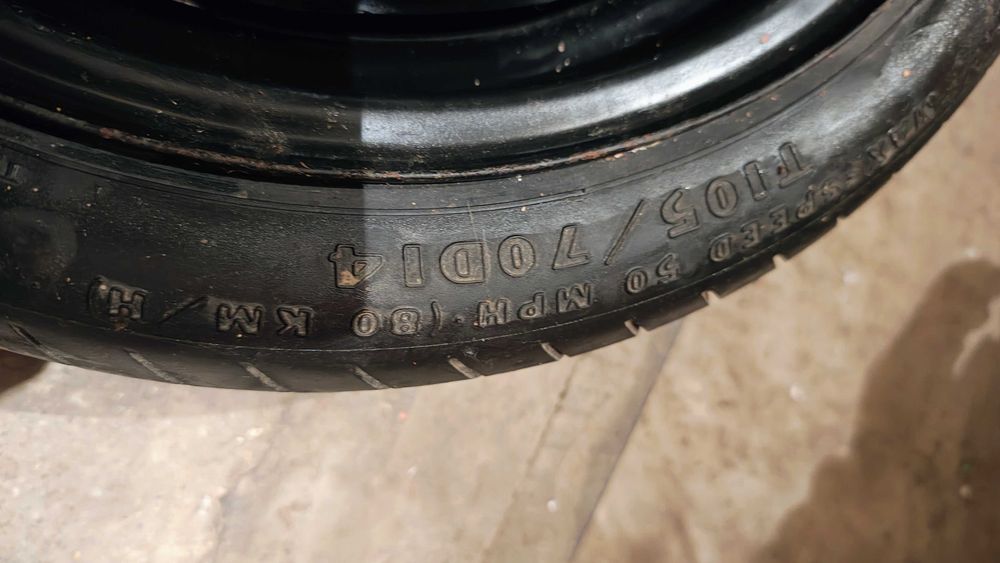 T105/70D14
MAX. SPEED 50 MPH. (80 KM/H)